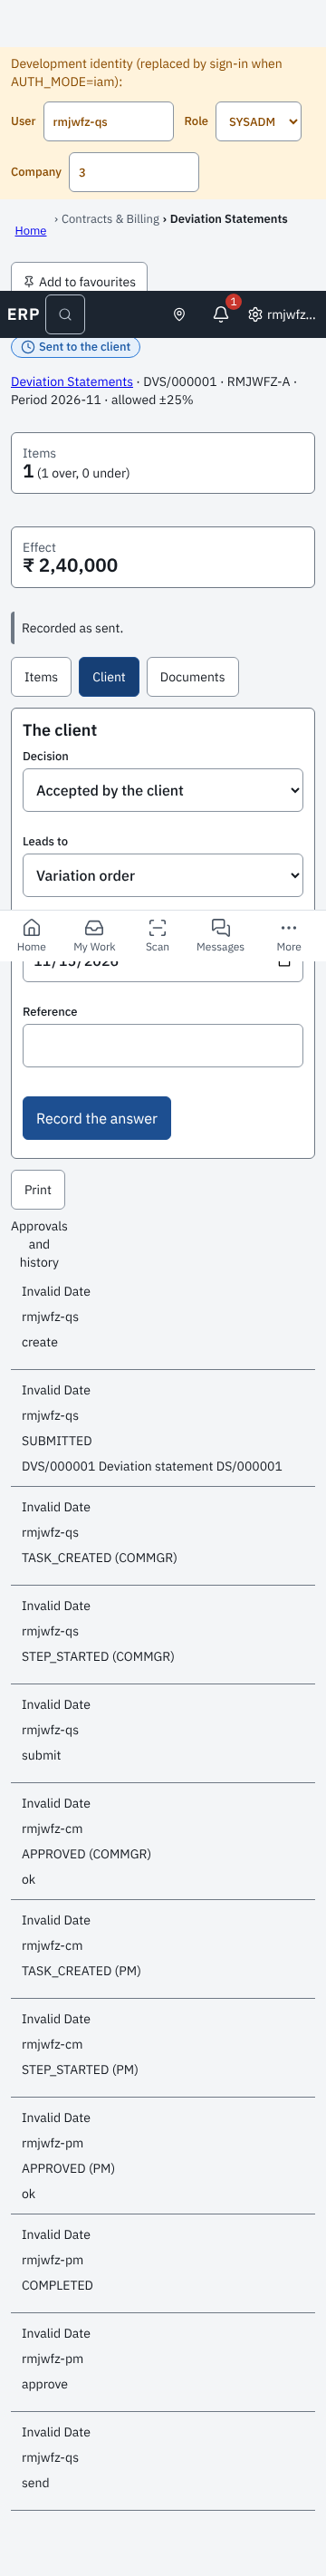 Development identity (replaced by sign-in when
AUTH_MODE=iam):
User rmjwfz-qs Role SYSADM
Company 3
› Contracts & Billing › Deviation Statements
Home
Add to favourites
ERP 1 rmjwfz...
Sent to the client
Deviation Statements · DVS/000001 · RMJWFZ-A ·
Period 2026-11 · allowed ±25%
Items
1 (1 over, 0 under)
Effect
₹ 2,40,000
Recorded as sent.
Items Client Documents
The client
Decision
Accepted by the client
Leads to
Variation order
Home My Work Scan Messages More
11/15/2026
Reference
Record the answer
Print
Approvals
and
history
Invalid Date
rmjwfz-qs
create
Invalid Date
rmjwfz-qs
SUBMITTED
DVS/000001 Deviation statement DS/000001
Invalid Date
rmjwfz-qs
TASK_CREATED (COMMGR)
Invalid Date
rmjwfz-qs
STEP_STARTED (COMMGR)
Invalid Date
rmjwfz-qs
submit
Invalid Date
rmjwfz-cm
APPROVED (COMMGR)
ok
Invalid Date
rmjwfz-cm
TASK_CREATED (PM)
Invalid Date
rmjwfz-cm
STEP_STARTED (PM)
Invalid Date
rmjwfz-pm
APPROVED (PM)
ok
Invalid Date
rmjwfz-pm
COMPLETED
Invalid Date
rmjwfz-pm
approve
Invalid Date
rmjwfz-qs
send